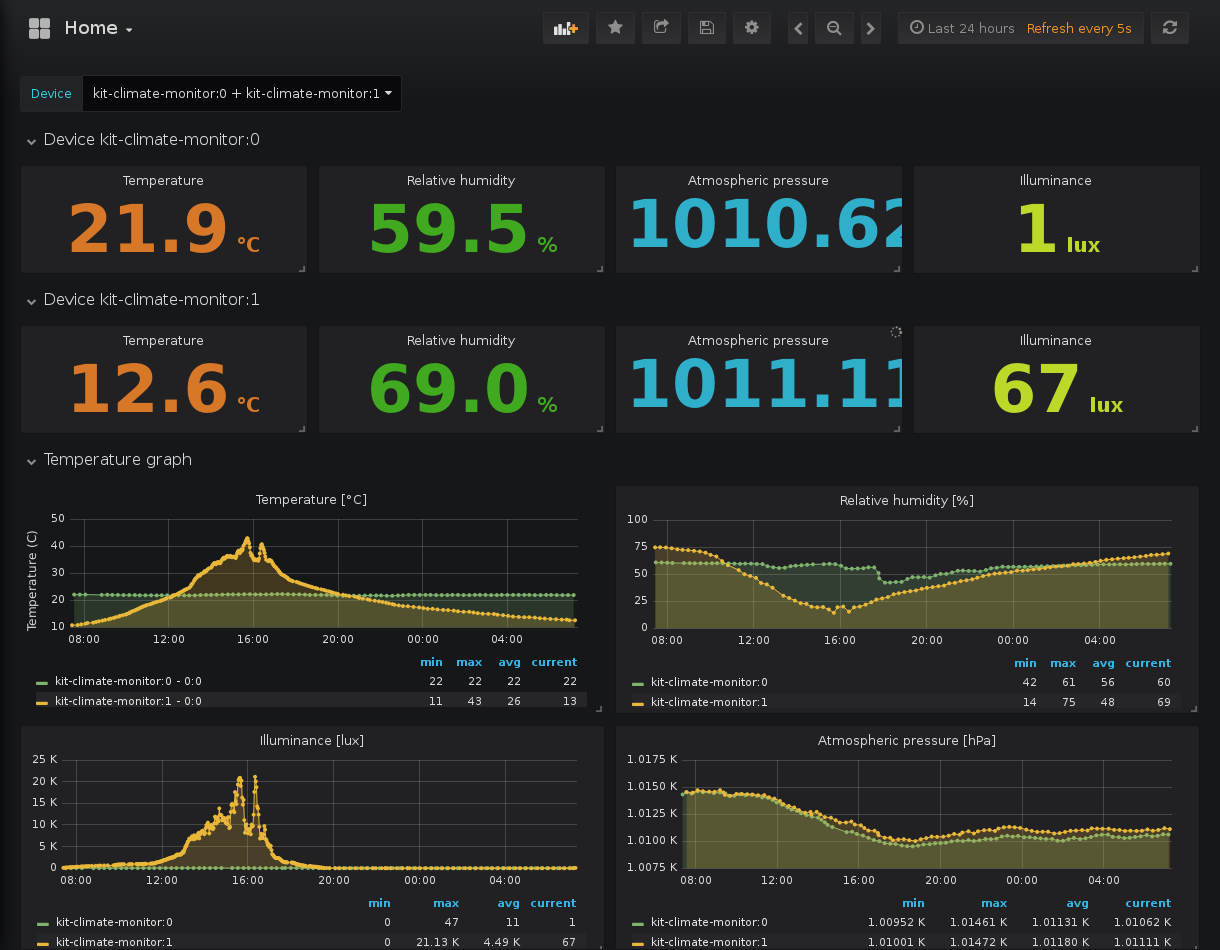 Home
Last 24 hours Refresh every 5s
Device kit-climate-monitor:0 + kit-climate-monitor:1
Device kit-climate-monitor:0
Temperature Relative humidity Atmospheric pressure Illuminance
21.9 °C 59.5 % 1010.62 1 lux
Device kit-climate-monitor:1
Temperature Relative humidity Atmospheric pressure Illuminance
12.6 °C 69.0 % 1011.11 67 lux
Temperature graph
Temperature [°C]
Temperature (C)
50
40
30
20
10
08:00 12:00 16:00 20:00 00:00 04:00
min max avg current
kit-climate-monitor:0 - 0:0 22 22 22 22
kit-climate-monitor:1 - 0:0 11 43 26 13
Relative humidity [%]
100
75
50
25
0
08:00 12:00 16:00 20:00 00:00 04:00
min max avg current
kit-climate-monitor:0 42 61 56 60
kit-climate-monitor:1 14 75 48 69
Illuminance [lux]
25 K
20 K
15 K
10 K
5 K
0
08:00 12:00 16:00 20:00 00:00 04:00
min max avg current
kit-climate-monitor:0 0 47 11 1
kit-climate-monitor:1 0 21.13 K 4.49 K 67
Atmospheric pressure [hPa]
1.0175 K
1.0150 K
1.0125 K
1.0100 K
1.0075 K
08:00 12:00 16:00 20:00 00:00 04:00
min max avg current
kit-climate-monitor:0 1.00952 K 1.01461 K 1.01131 K 1.01062 K
kit-climate-monitor:1 1.01001 K 1.01472 K 1.01180 K 1.01111 K